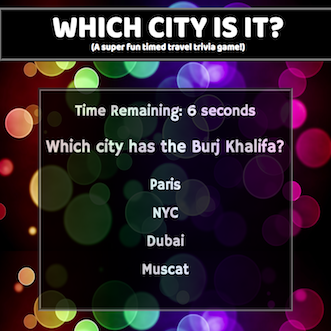 WHICH CITY IS IT?
(A super fun timed travel trivia game!)
Time Remaining: 6 seconds
Which city has the Burj Khalifa?
Paris
NYC
Dubai
Muscat